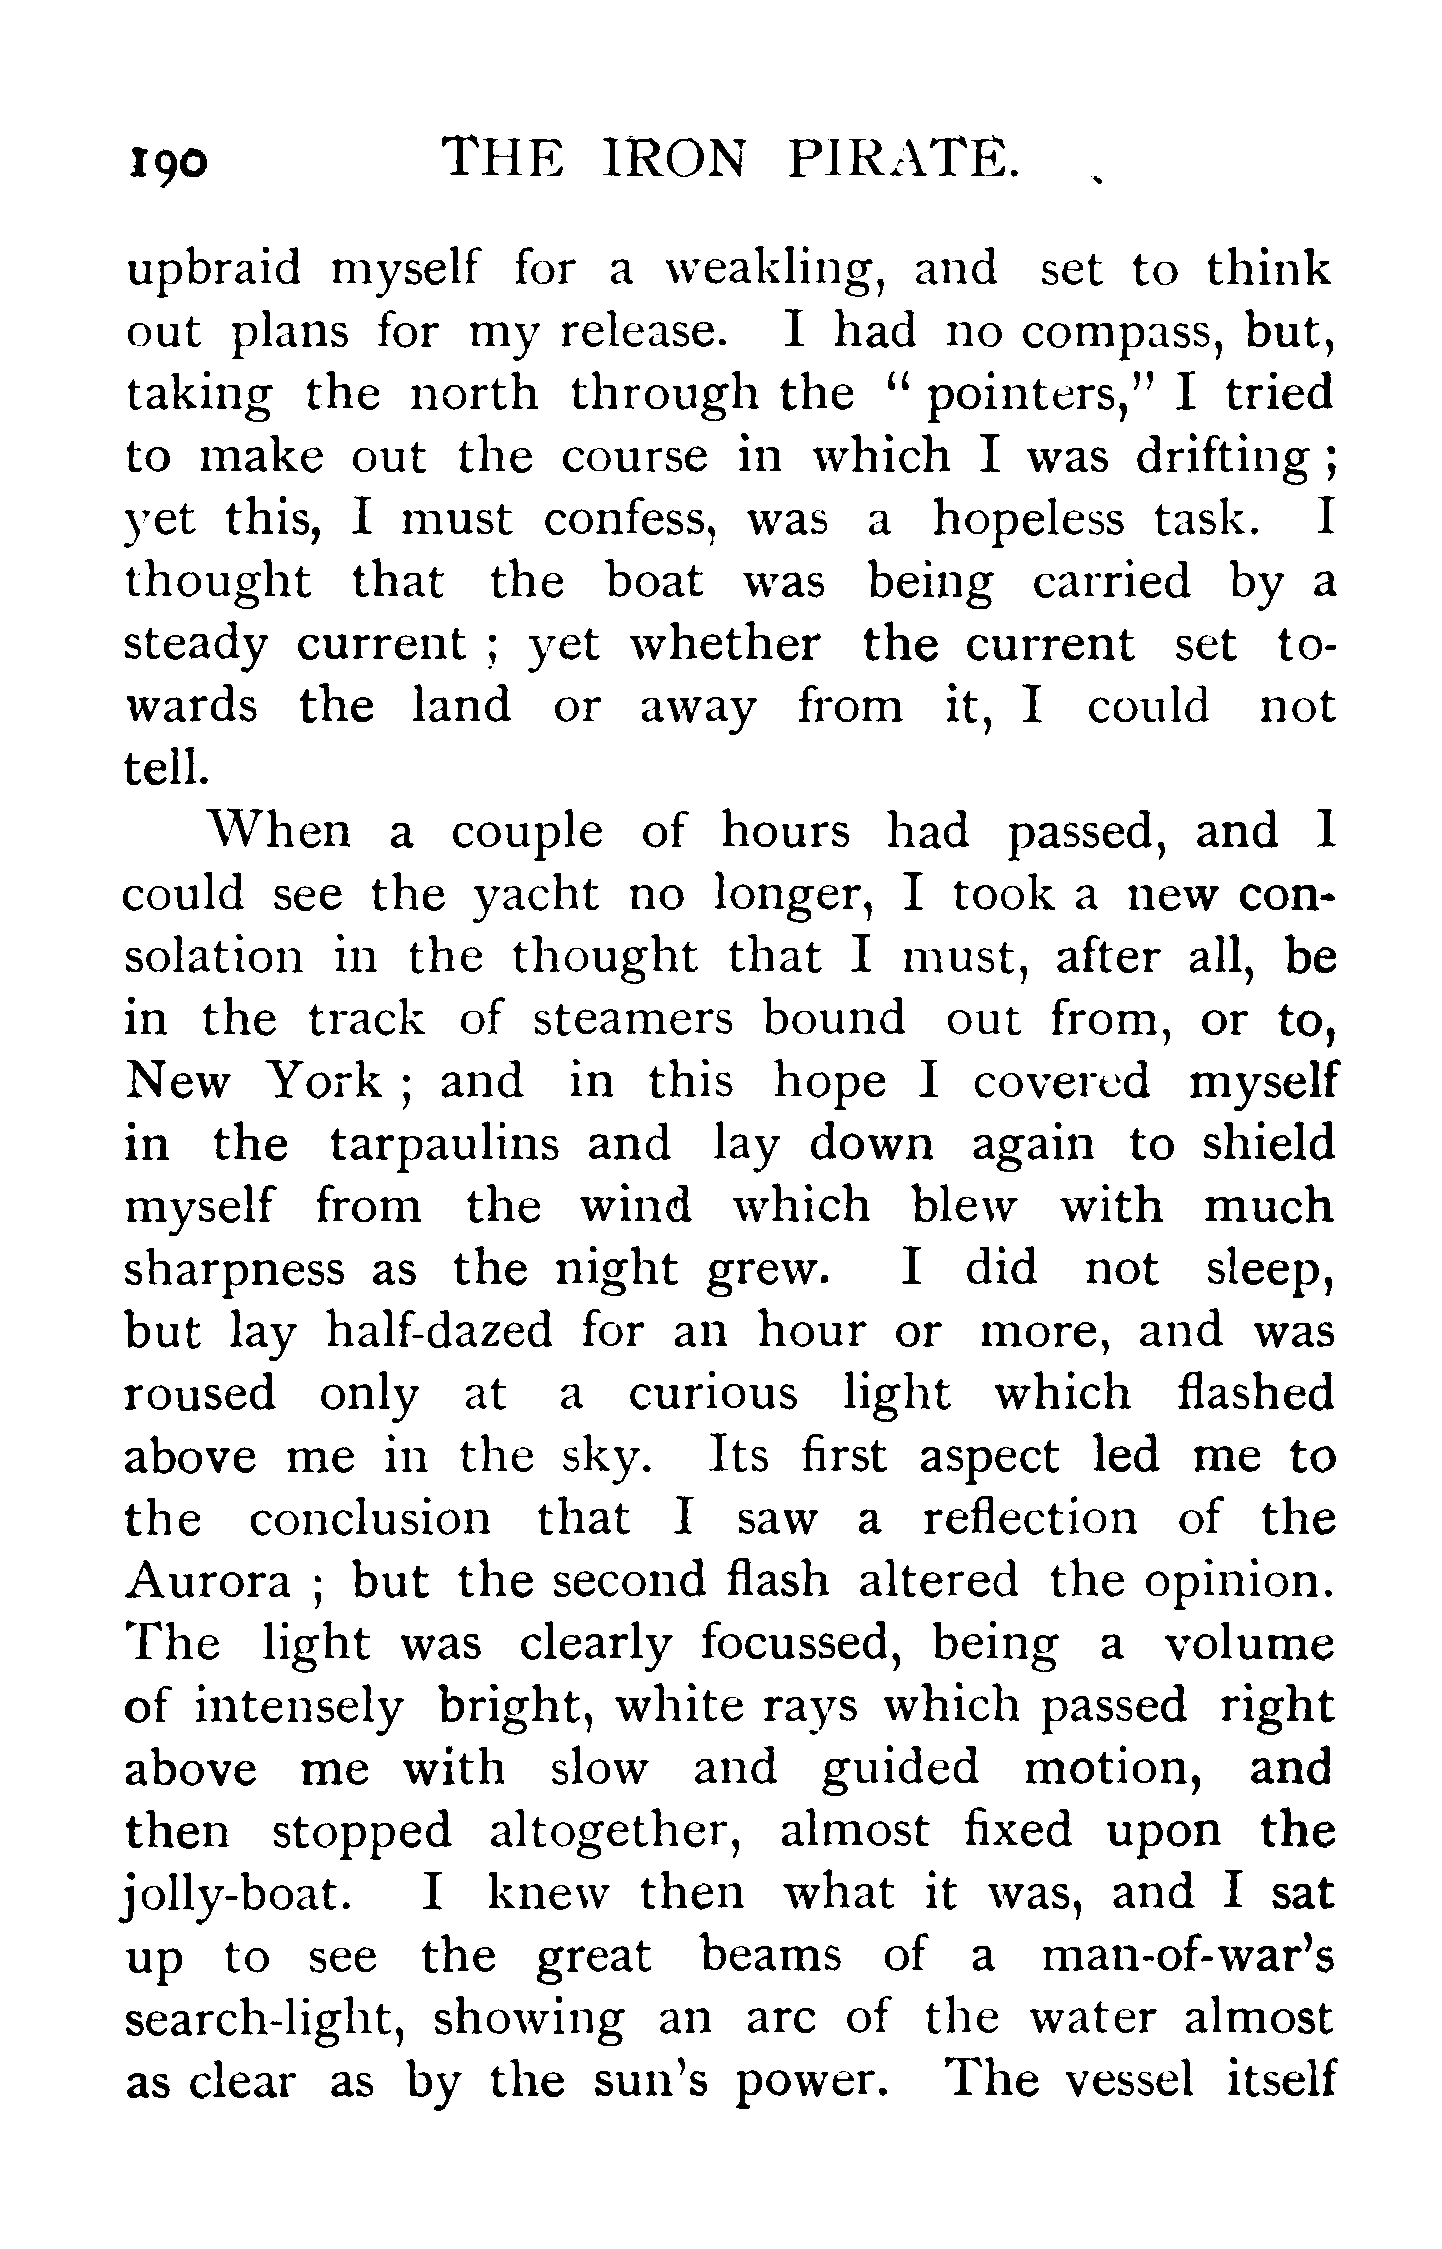 190 THE IRON PIRATE.
upbraid myself for a weakling, and set to think
out plans for my release. I had no compass, but,
taking the north through the “ pointers,” I tried
to make out the course in which I was drifting ;
yet this, I must confess, was a hopeless task. I
thought that the boat was being carried by a
steady current ; yet whether the current set to-
wards the land or away from it, I could not
tell.
When a couple of hours had passed, and I
could see the yacht no longer, I took a new con-
solation in the thought that I must, after all, be
in the track of steamers bound out from, or to,
New York ; and in this hope I covered myself
in the tarpaulins and lay down again to shield
myself from the wind which blew with much
sharpness as the night grew. I did not sleep,
but lay half-dazed for an hour or more, and was
roused only at a curious light which flashed
above me in the sky. Its first aspect led me to
the conclusion that I saw a reflection of the
Aurora ; but the second flash altered the opinion.
The light was clearly focussed, being a volume
of intensely bright, white rays which passed right
above me with slow and guided motion, and
then stopped altogether, almost fixed upon the
jolly-boat. I knew then what it was, and I sat
up to see the great beams of a man-of-war’s
search-light, showing an arc of the water almost
as clear as by the sun’s power. The vessel itself